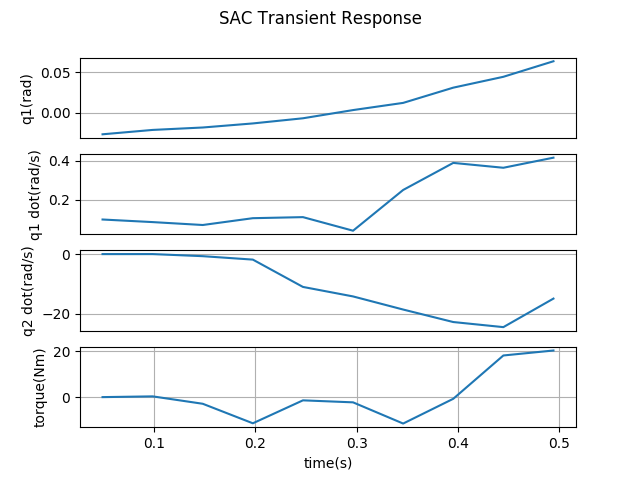 SAC Transient Response
q1(rad)
0.05
0.00
q1 dot(rad/s)
0.4
0.2
q2 dot(rad/s)
0
−20
torque(Nm)
20
0
0.1 0.2 0.3 0.4 0.5
time(s)